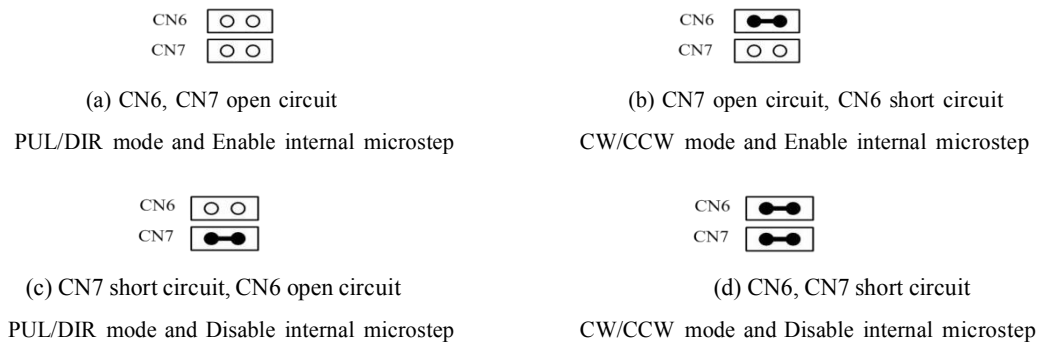 CN6
CN7
(a) CN6, CN7 open circuit
PUL/DIR mode and Enable internal microstep
CN6
CN7
(b) CN7 open circuit, CN6 short circuit
CW/CCW mode and Enable internal microstep
CN6
CN7
(c) CN7 short circuit, CN6 open circuit
PUL/DIR mode and Disable internal microstep
CN6
CN7
(d) CN6, CN7 short circuit
CW/CCW mode and Disable internal microstep